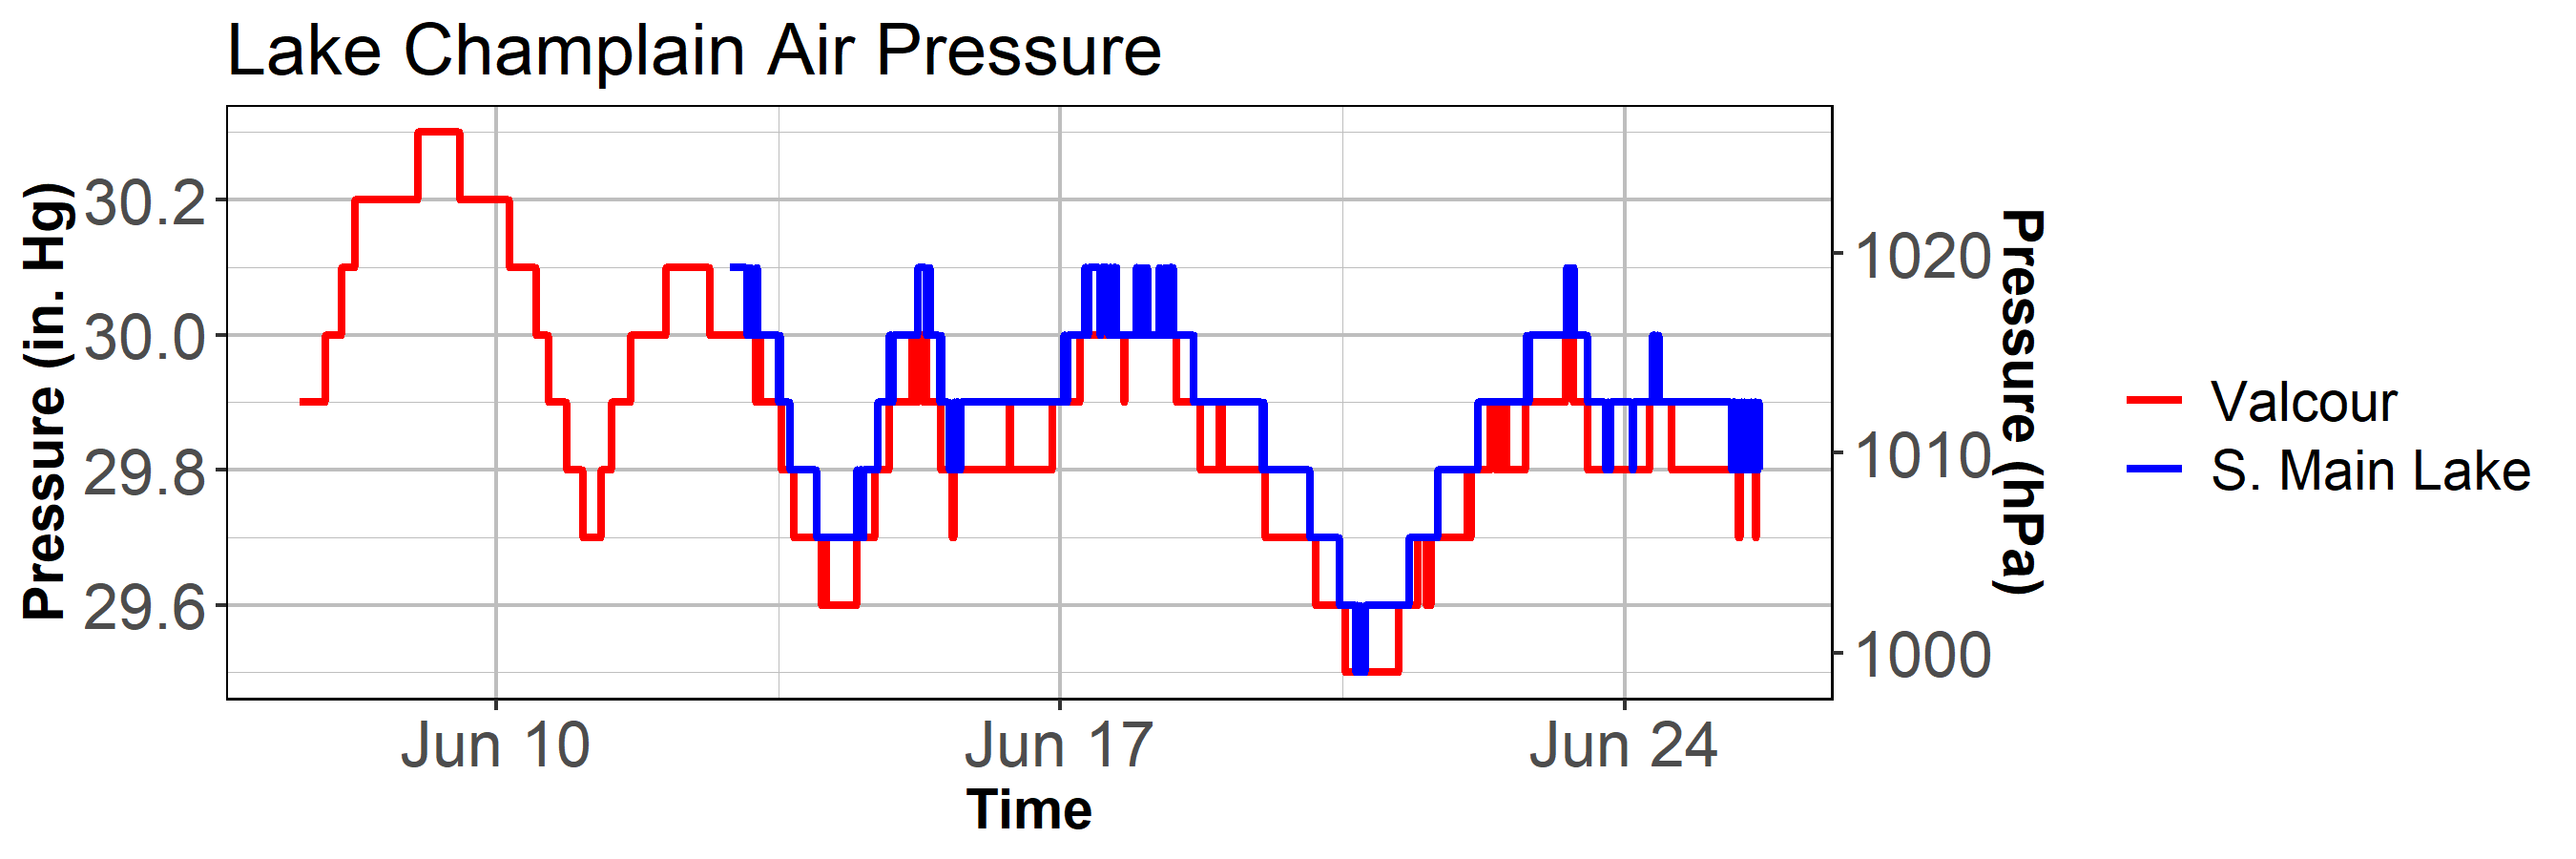 Lake Champlain Air Pressure
Pressure (in. Hg)
30.2
30.0
29.8
29.6
1020
1010
1000
Pressure (hPa)
Jun 10
Jun 17
Jun 24
Time
Valcour
S. Main Lake